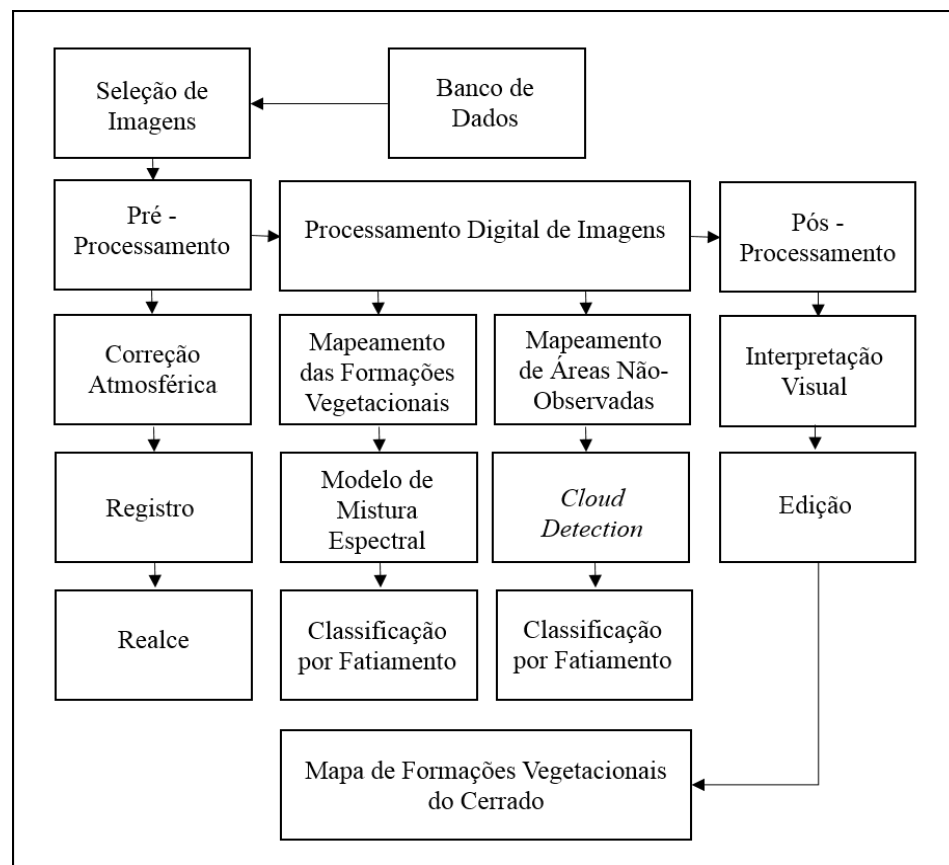 Seleção de
Imagens
Banco de
Dados
Pré -
Processamento
Processamento Digital de Imagens
Pós -
Processamento
Correção
Atmosférica
Mapeamento
das Formações
Vegetacionais
Mapeamento
de Áreas Não-
Observadas
Interpretação
Visual
Registro
Modelo de
Mistura
Espectral
Cloud
Detection
Edição
Realce
Classificação
por Fatiamento
Classificação
por Fatiamento
Mapa de Formações Vegetacionais
do Cerrado